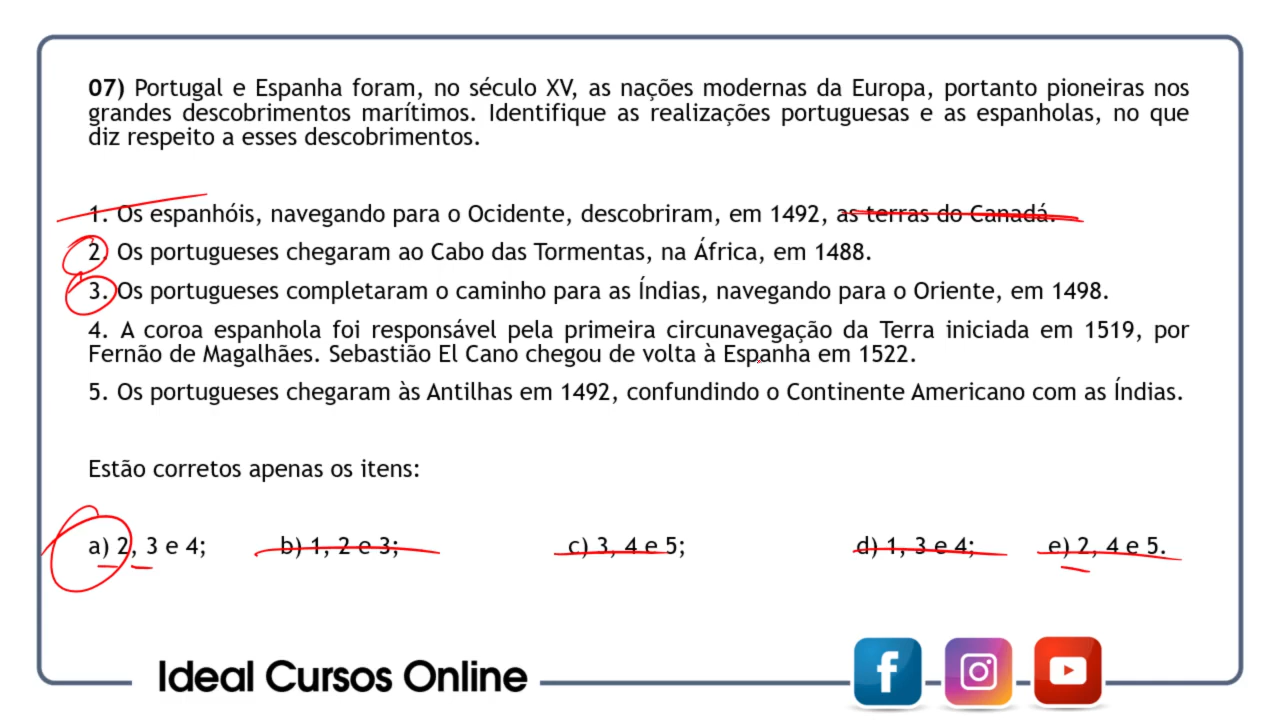 07) Portugal e Espanha foram, no século XV, as nações modernas da Europa, portanto pioneiras nos
grandes descobrimentos marítimos. Identifique as realizações portuguesas e as espanholas, no que
diz respeito a esses descobrimentos.
1. Os espanhóis, navegando para o Ocidente, descobriram, em 1492, as terras do Canadá.
2. Os portugueses chegaram ao Cabo das Tormentas, na África, em 1488.
3. Os portugueses completaram o caminho para as Índias, navegando para o Oriente, em 1498.
4. A coroa espanhola foi responsável pela primeira circunavegação da Terra iniciada em 1519, por
Fernão de Magalhães. Sebastião El Cano chegou de volta à Espanha em 1522.
5. Os portugueses chegaram às Antilhas em 1492, confundindo o Continente Americano com as Índias.
Estão corretos apenas os itens:
a) 2, 3 e 4; b) 1, 2 e 3; c) 3, 4 e 5; d) 1, 3 e 4; e) 2, 4 e 5.
Ideal Cursos Online